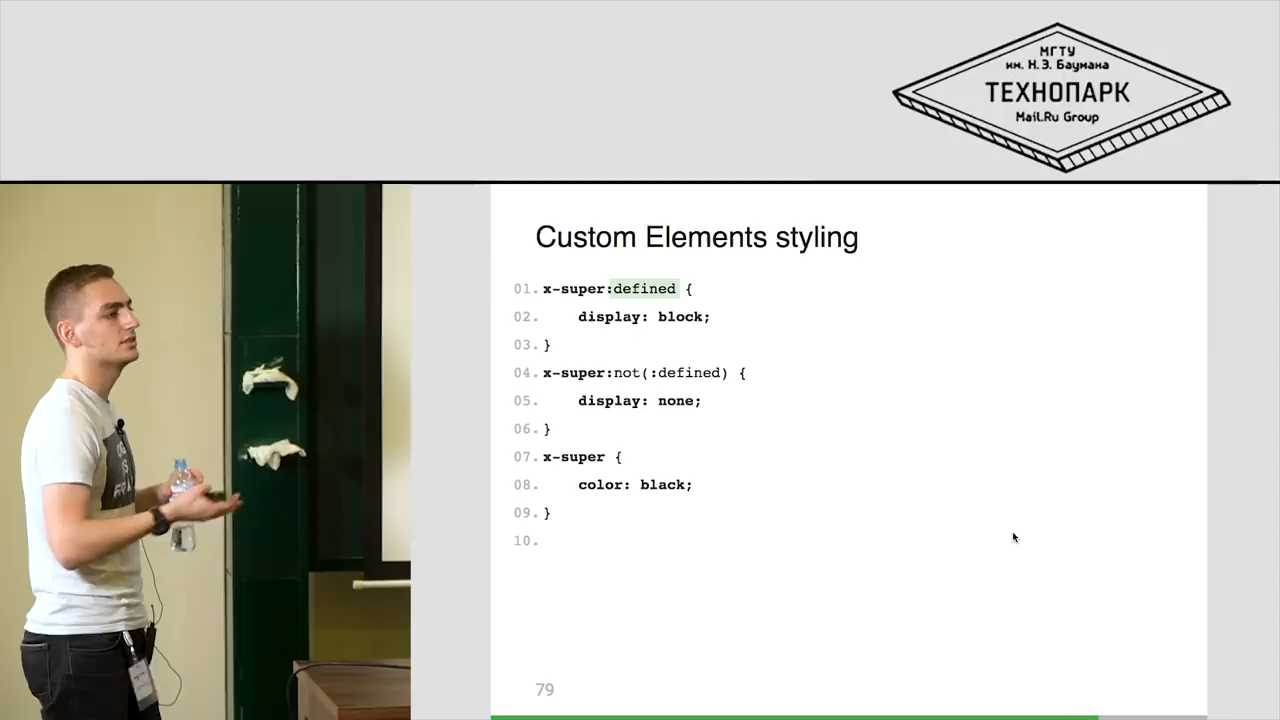 МГТУ
им. Н.Э. Баумана
ТЕХНОПАРК
Mail.Ru Group
Custom Elements styling
01. x-super:defined {
02. display: block;
03. }
04. x-super:not(:defined) {
05. display: none;
06. }
07. x-super {
08. color: black;
09. }
10.
79